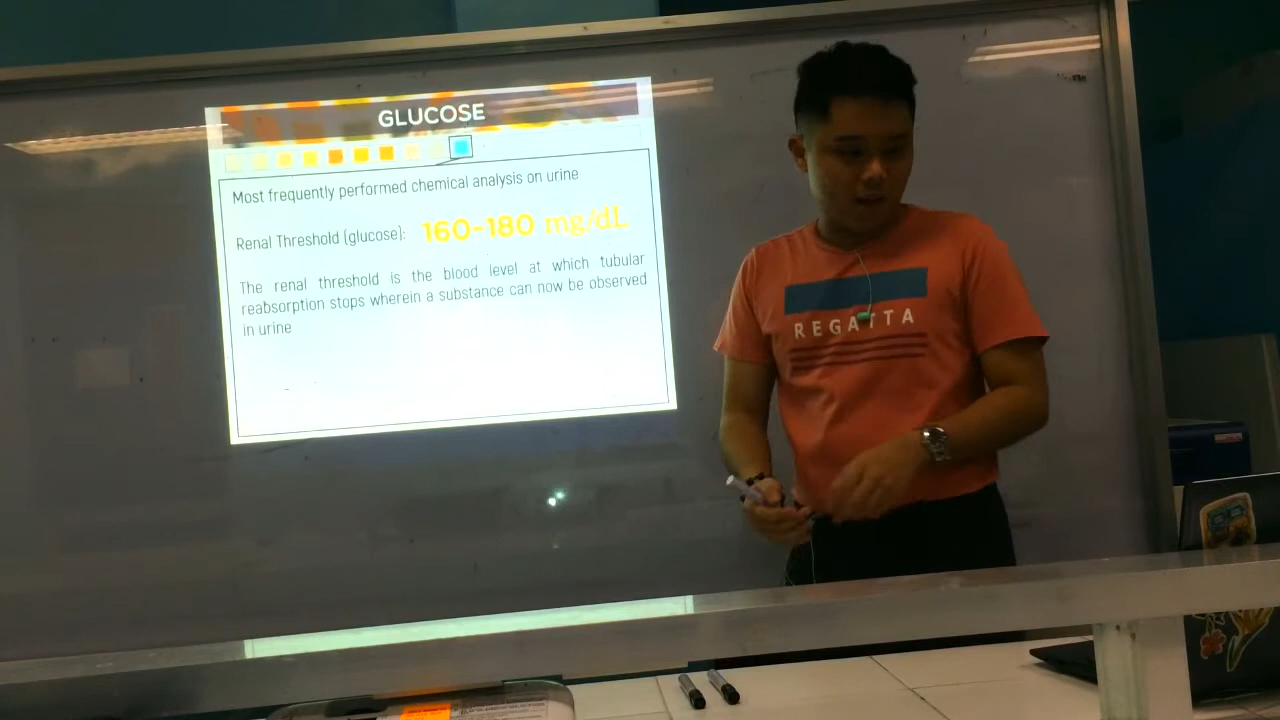 GLUCOSE
Most frequently performed chemical analysis on urine
Renal Threshold (glucose): 160-180 mg/dL
The renal threshold is the blood level at which tubular
reabsorption stops wherein a substance can now be observed
in urine
REGATTA